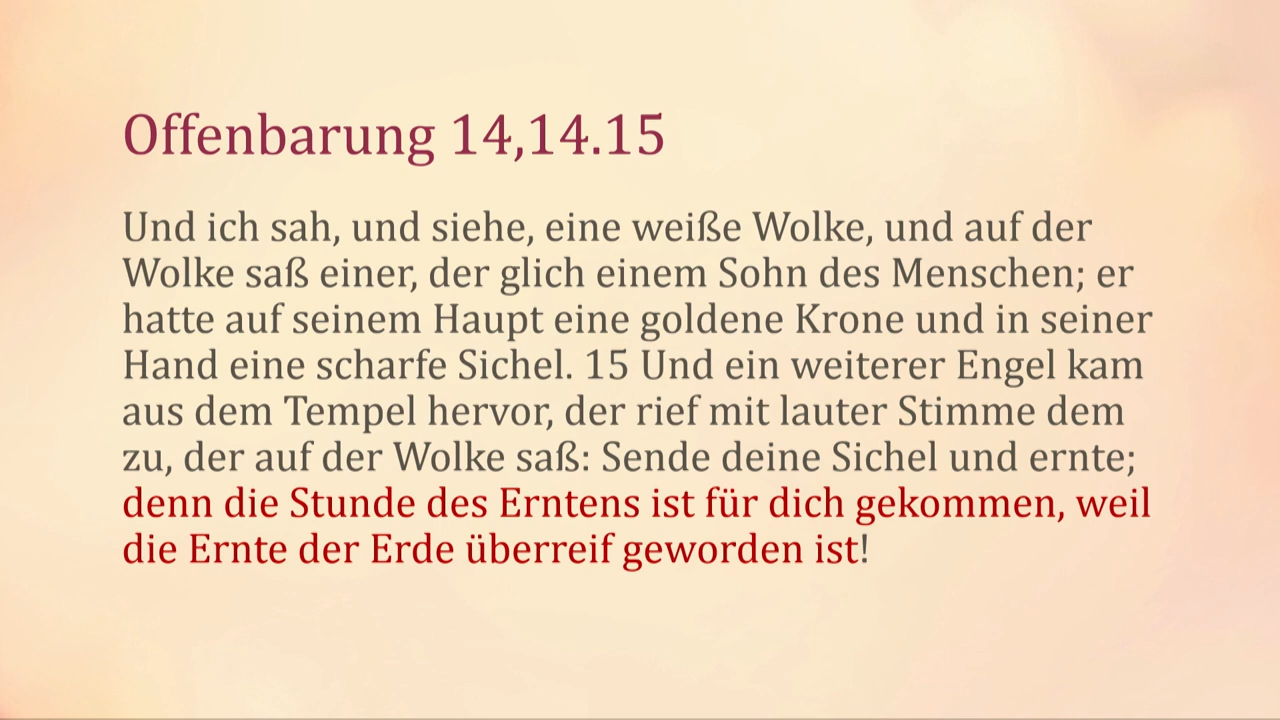 Offenbarung 14,14.15
Und ich sah, und siehe, eine weiße Wolke, und auf der
Wolke saß einer, der glich einem Sohn des Menschen; er
hatte auf seinem Haupt eine goldene Krone und in seiner
Hand eine scharfe Sichel. 15 Und ein weiterer Engel kam
aus dem Tempel hervor, der rief mit lauter Stimme dem
zu, der auf der Wolke saß: Sende deine Sichel und ernte;
denn die Stunde des Erntens ist für dich gekommen, weil
die Ernte der Erde überreif geworden ist!